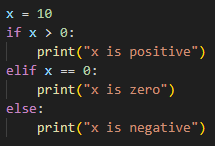 x = 10
if x > 0:
    print("x is positive")
elif x == 0:
    print("x is zero")
else:
    print("x is negative")